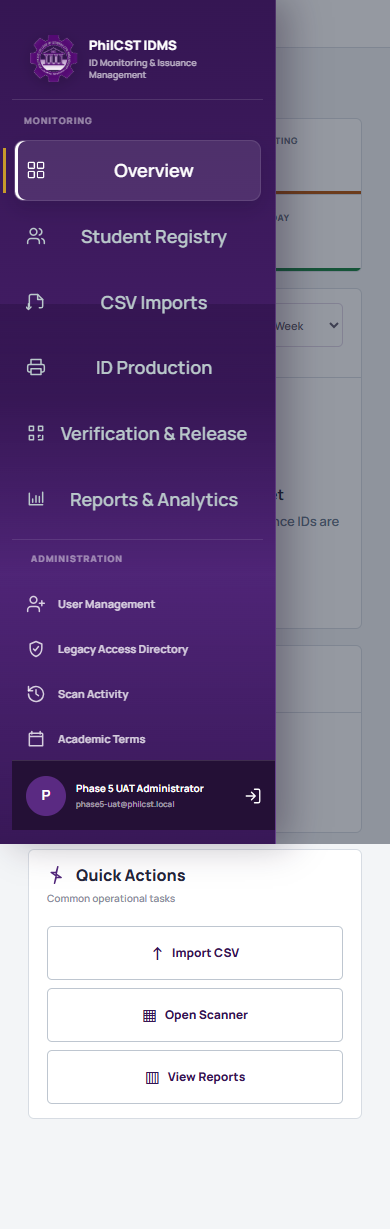 PhilCST IDMS
ID Monitoring & Issuance
Management
MONITORING
Overview
Student Registry
CSV Imports
ID Production
Verification & Release
Reports & Analytics
ADMINISTRATION
User Management
Legacy Access Directory
Scan Activity
Academic Terms
P
Phase 5 UAT Administrator
phase5-uat@philcst.local
Week
nce IDs are
Quick Actions
Common operational tasks
Import CSV
Open Scanner
View Reports